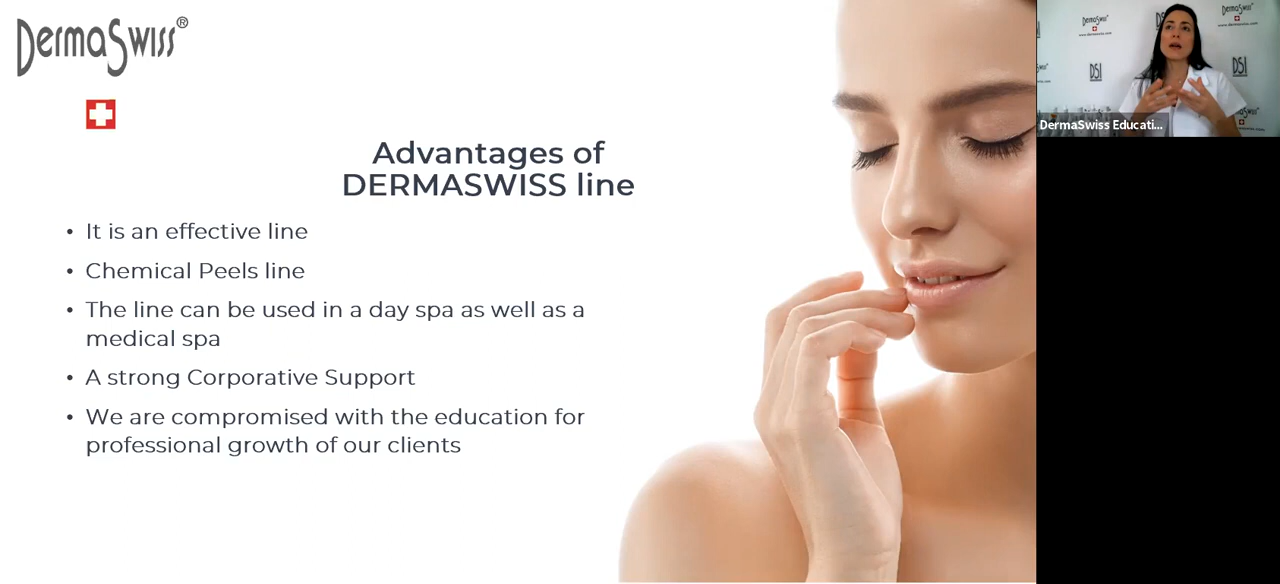 DermaSwiss®
Advantages of
DERMASWISS line
• It is an effective line
• Chemical Peels line
• The line can be used in a day spa as well as a
medical spa
• A strong Corporative Support
• We are compromised with the education for
professional growth of our clients
DSI
DSI
DermaSwiss Educati...